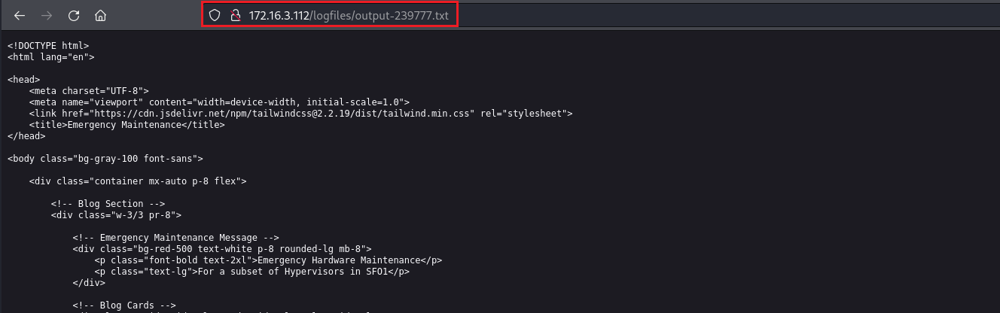 172.16.3.112/logfiles/output-239777.txt
<!DOCTYPE html>
<html lang="en">
<head>
<meta charset="UTF-8">
<meta name="viewport" content="width=device-width, initial-scale=1.0">
<link href="https://cdn.jsdelivr.net/npm/tailwindcss@2.2.19/dist/tailwind.min.css" rel="stylesheet">
<title>Emergency Maintenance</title>
</head>
<body class="bg-gray-100 font-sans">
<div class="container mx-auto p-8 flex">
<!-- Blog Section -->
<div class="w-3/3 pr-8">
<!-- Emergency Maintenance Message -->
<div class="bg-red-500 text-white p-8 rounded-lg mb-8">
<p class="font-bold text-2xl">Emergency Hardware Maintenance</p>
<p class="text-lg">For a subset of Hypervisors in SFO1</p>
</div>
<!-- Blog Cards -->